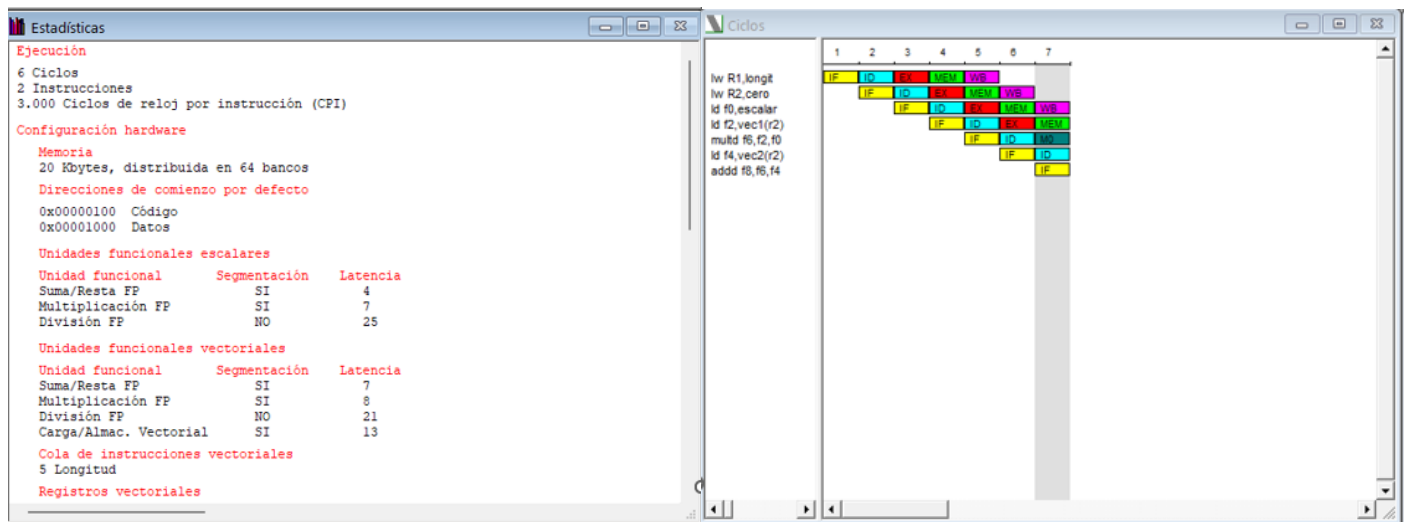 Estadísticas
Ejecución
6 Ciclos
2 Instrucciones
3.000 Ciclos de reloj por instrucción (CPI)
Configuración hardware
Memoria
20 Kbytes, distribuida en 64 bancos
Direcciones de comienzo por defecto
0x00000100 Código
0x00001000 Datos
Unidades funcionales escalares
Unidad funcional Segmentación Latencia
Suma/Resta FP SI 4
Multiplicación FP SI 7
División FP NO 25
Unidades funcionales vectoriales
Unidad funcional Segmentación Latencia
Suma/Resta FP SI 7
Multiplicación FP SI 8
División FP NO 21
Carga/Almac. Vectorial SI 13
Cola de instrucciones vectoriales
5 Longitud
Registros vectoriales
Ciclos
1 2 3 4 5 6 7
lw R1,longit IF ID EX MEM WB
lw R2,cero IF ID EX MEM WB
ld f0,escalar IF ID EX MEM WB
ld f2,vec1(r2) IF ID EX MEM
multd f6,f2,f0 IF ID M0
ld f4,vec2(r2) IF ID
addd f8,f6,f4 IF